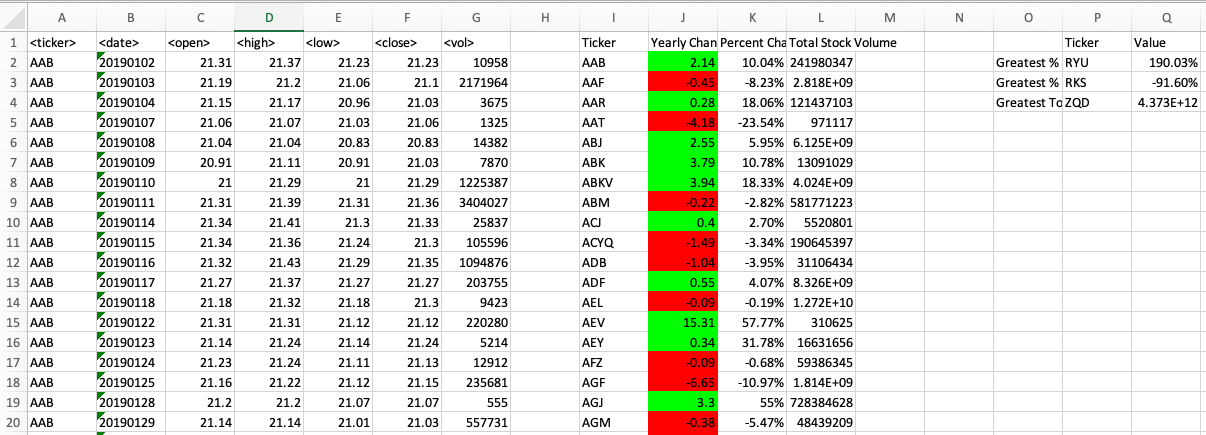 A B C D E F G H I J K L M N O P Q
1 <ticker> <date> <open> <high> <low> <close> <vol> Ticker Yearly Chan Percent Cha Total Stock Volume Ticker Value
2 AAB 20190102 21.31 21.37 21.23 21.23 10958 AAB 2.14 10.04% 241980347 Greatest % RYU 190.03%
3 AAB 20190103 21.19 21.2 21.06 21.1 2171964 AAF -0.45 -8.23% 2.818E+09 Greatest % RKS -91.60%
4 AAB 20190104 21.15 21.17 20.96 21.03 3675 AAR 0.28 18.06% 121437103 Greatest To ZQD 4.373E+12
5 AAB 20190107 21.06 21.07 21.03 21.06 1325 AAT -4.18 -23.54% 971117
6 AAB 20190108 21.04 21.04 20.83 20.83 14382 ABJ 2.55 5.95% 6.125E+09
7 AAB 20190109 20.91 21.11 20.91 21.03 7870 ABK 3.79 10.78% 13091029
8 AAB 20190110 21 21.29 21 21.29 1225387 ABKV 3.94 18.33% 4.024E+09
9 AAB 20190111 21.31 21.39 21.31 21.36 3404027 ABM -0.22 -2.82% 581771223
10 AAB 20190114 21.34 21.41 21.3 21.33 25837 ACJ 0.4 2.70% 5520801
11 AAB 20190115 21.34 21.36 21.24 21.3 105596 ACYQ -1.49 -3.34% 190645397
12 AAB 20190116 21.32 21.43 21.29 21.35 1094876 ADB -1.04 -3.95% 31106434
13 AAB 20190117 21.27 21.37 21.27 21.27 203755 ADF 0.55 4.07% 8.326E+09
14 AAB 20190118 21.18 21.32 21.18 21.3 9423 AEL -0.09 -0.19% 1.272E+10
15 AAB 20190122 21.31 21.31 21.12 21.12 220280 AEV 15.31 57.77% 310625
16 AAB 20190123 21.14 21.24 21.14 21.24 5214 AEY 0.34 31.78% 16631656
17 AAB 20190124 21.23 21.24 21.11 21.13 12912 AFZ -0.09 -0.68% 59386345
18 AAB 20190125 21.16 21.22 21.12 21.15 235681 AGF -6.65 -10.97% 1.814E+09
19 AAB 20190128 21.2 21.2 21.07 21.07 555 AGJ 3.3 55% 728384628
20 AAB 20190129 21.14 21.14 21.01 21.03 557731 AGM -0.38 -5.47% 48439209